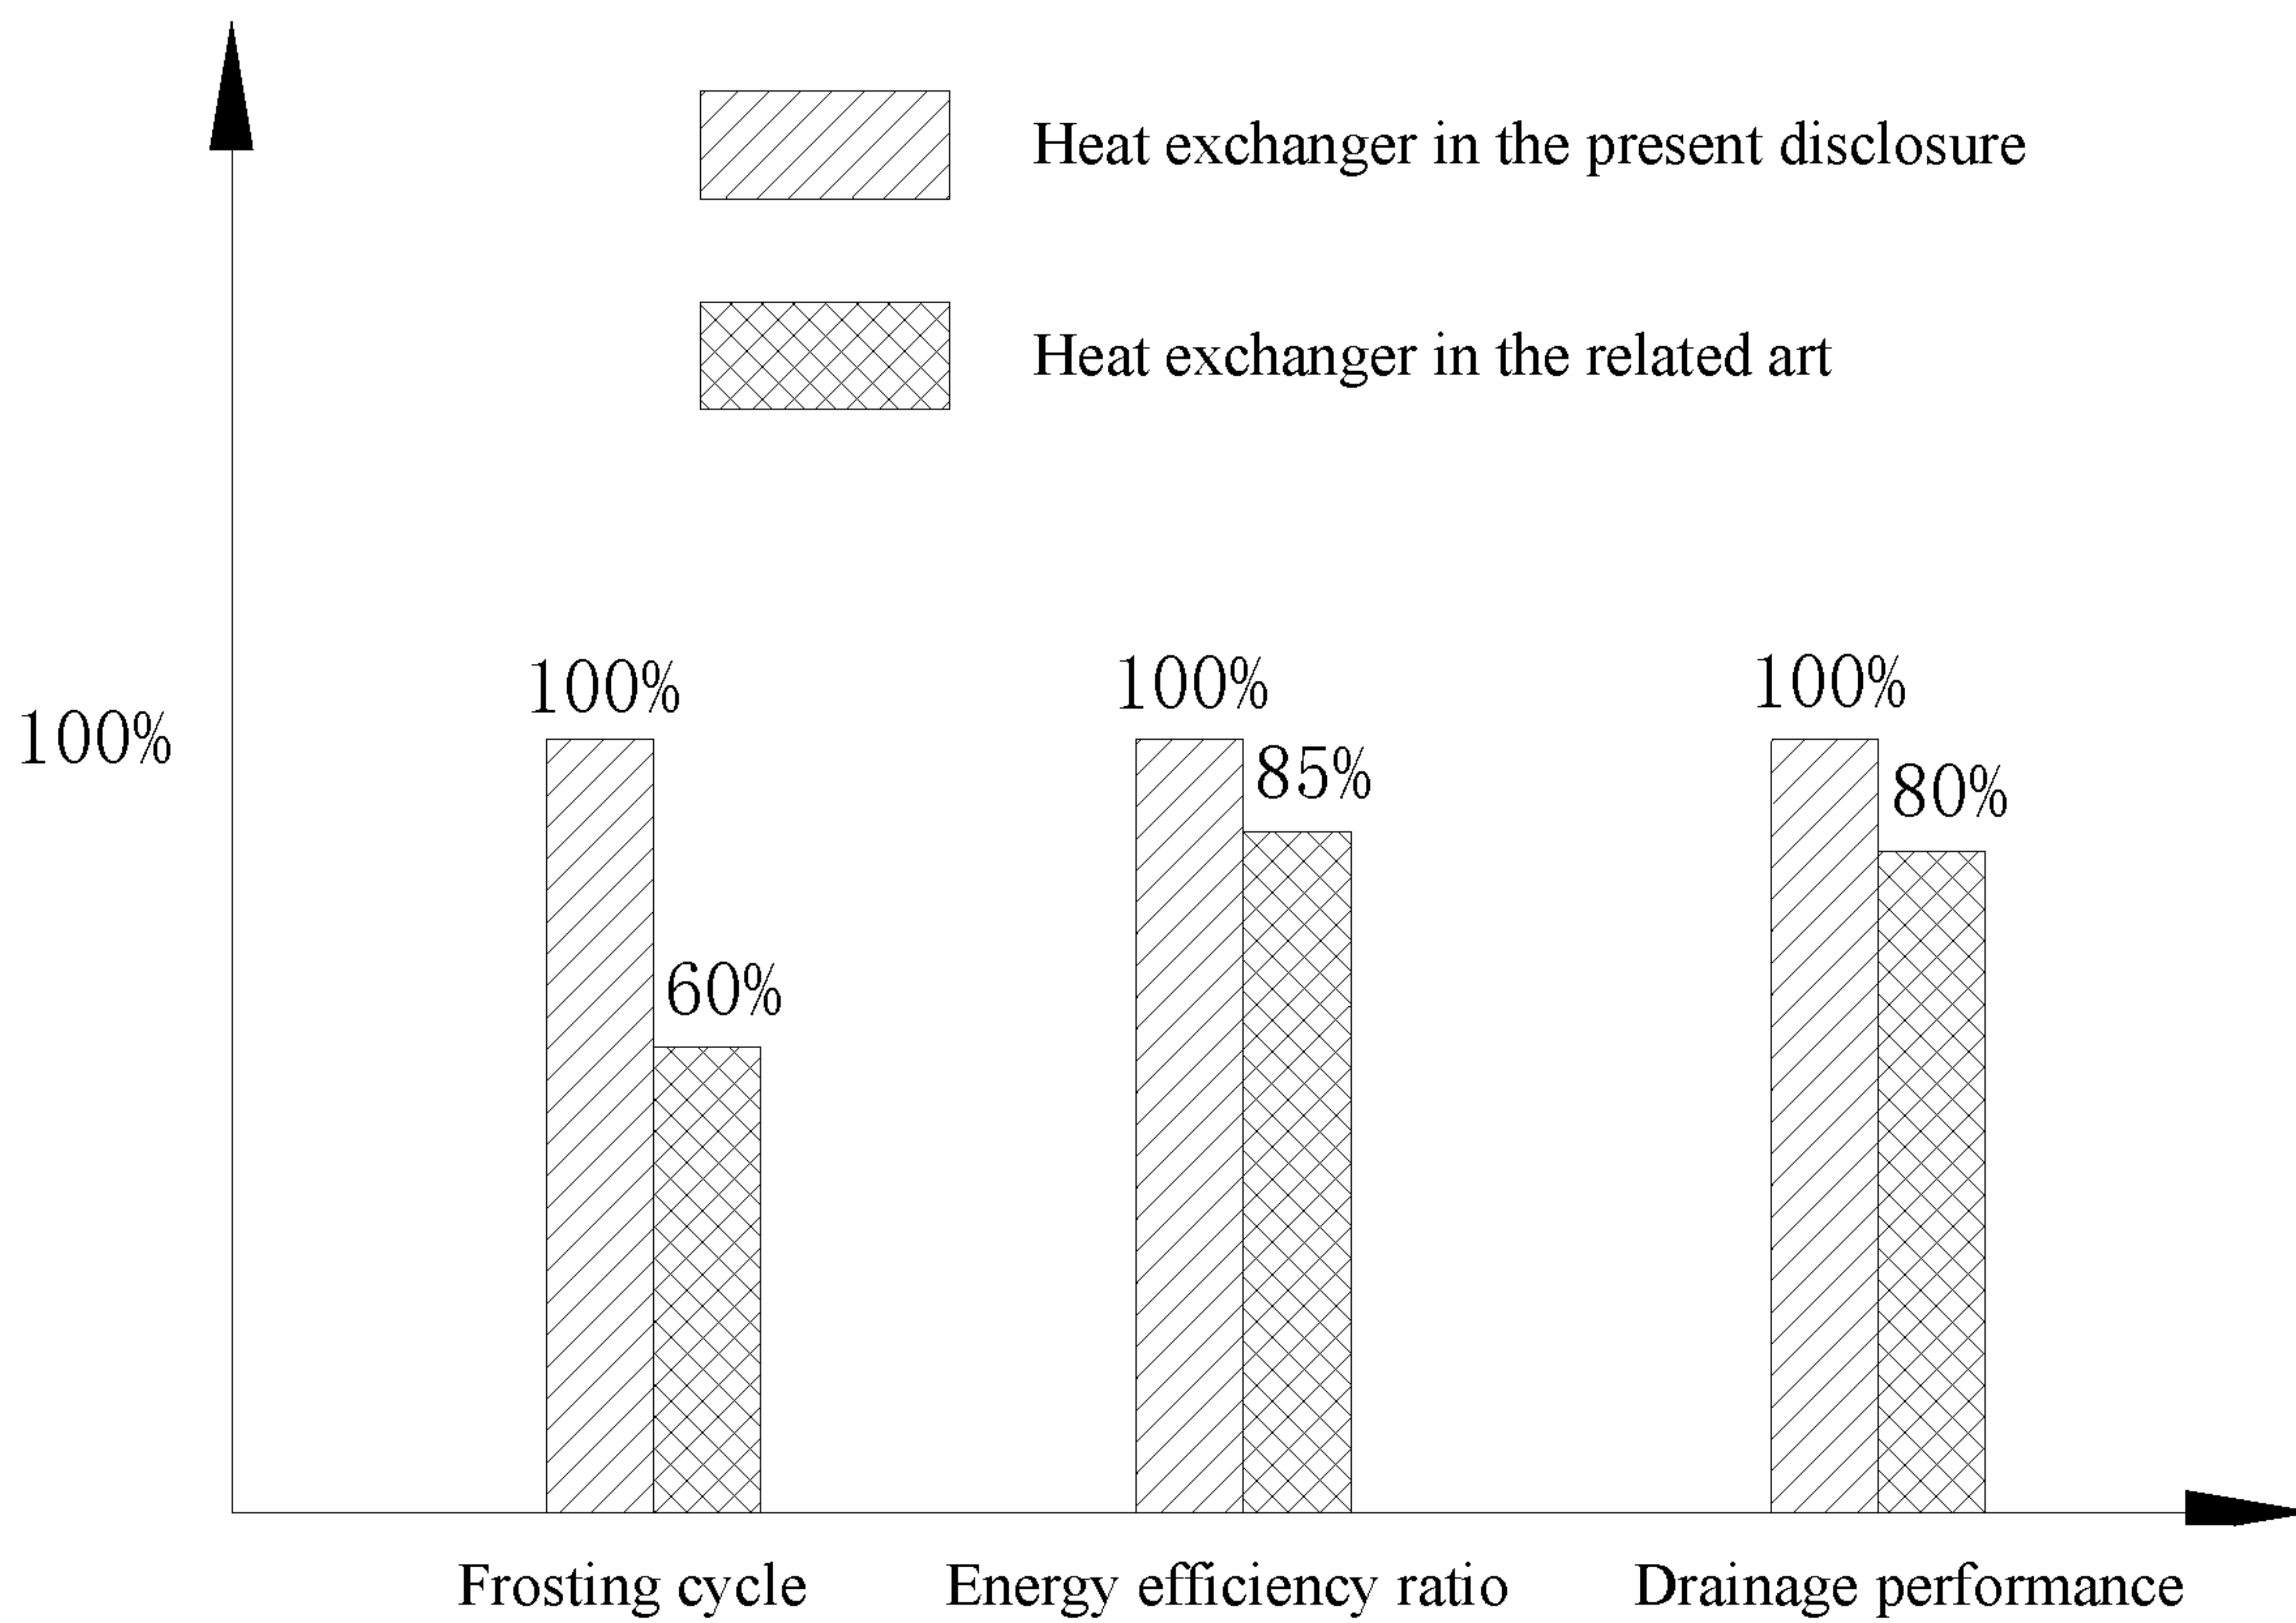 Heat exchanger in the present disclosure
Heat exchanger in the related art
100%
100%
60%
100%
85%
100%
80%
Frosting cycle
Energy efficiency ratio
Drainage performance